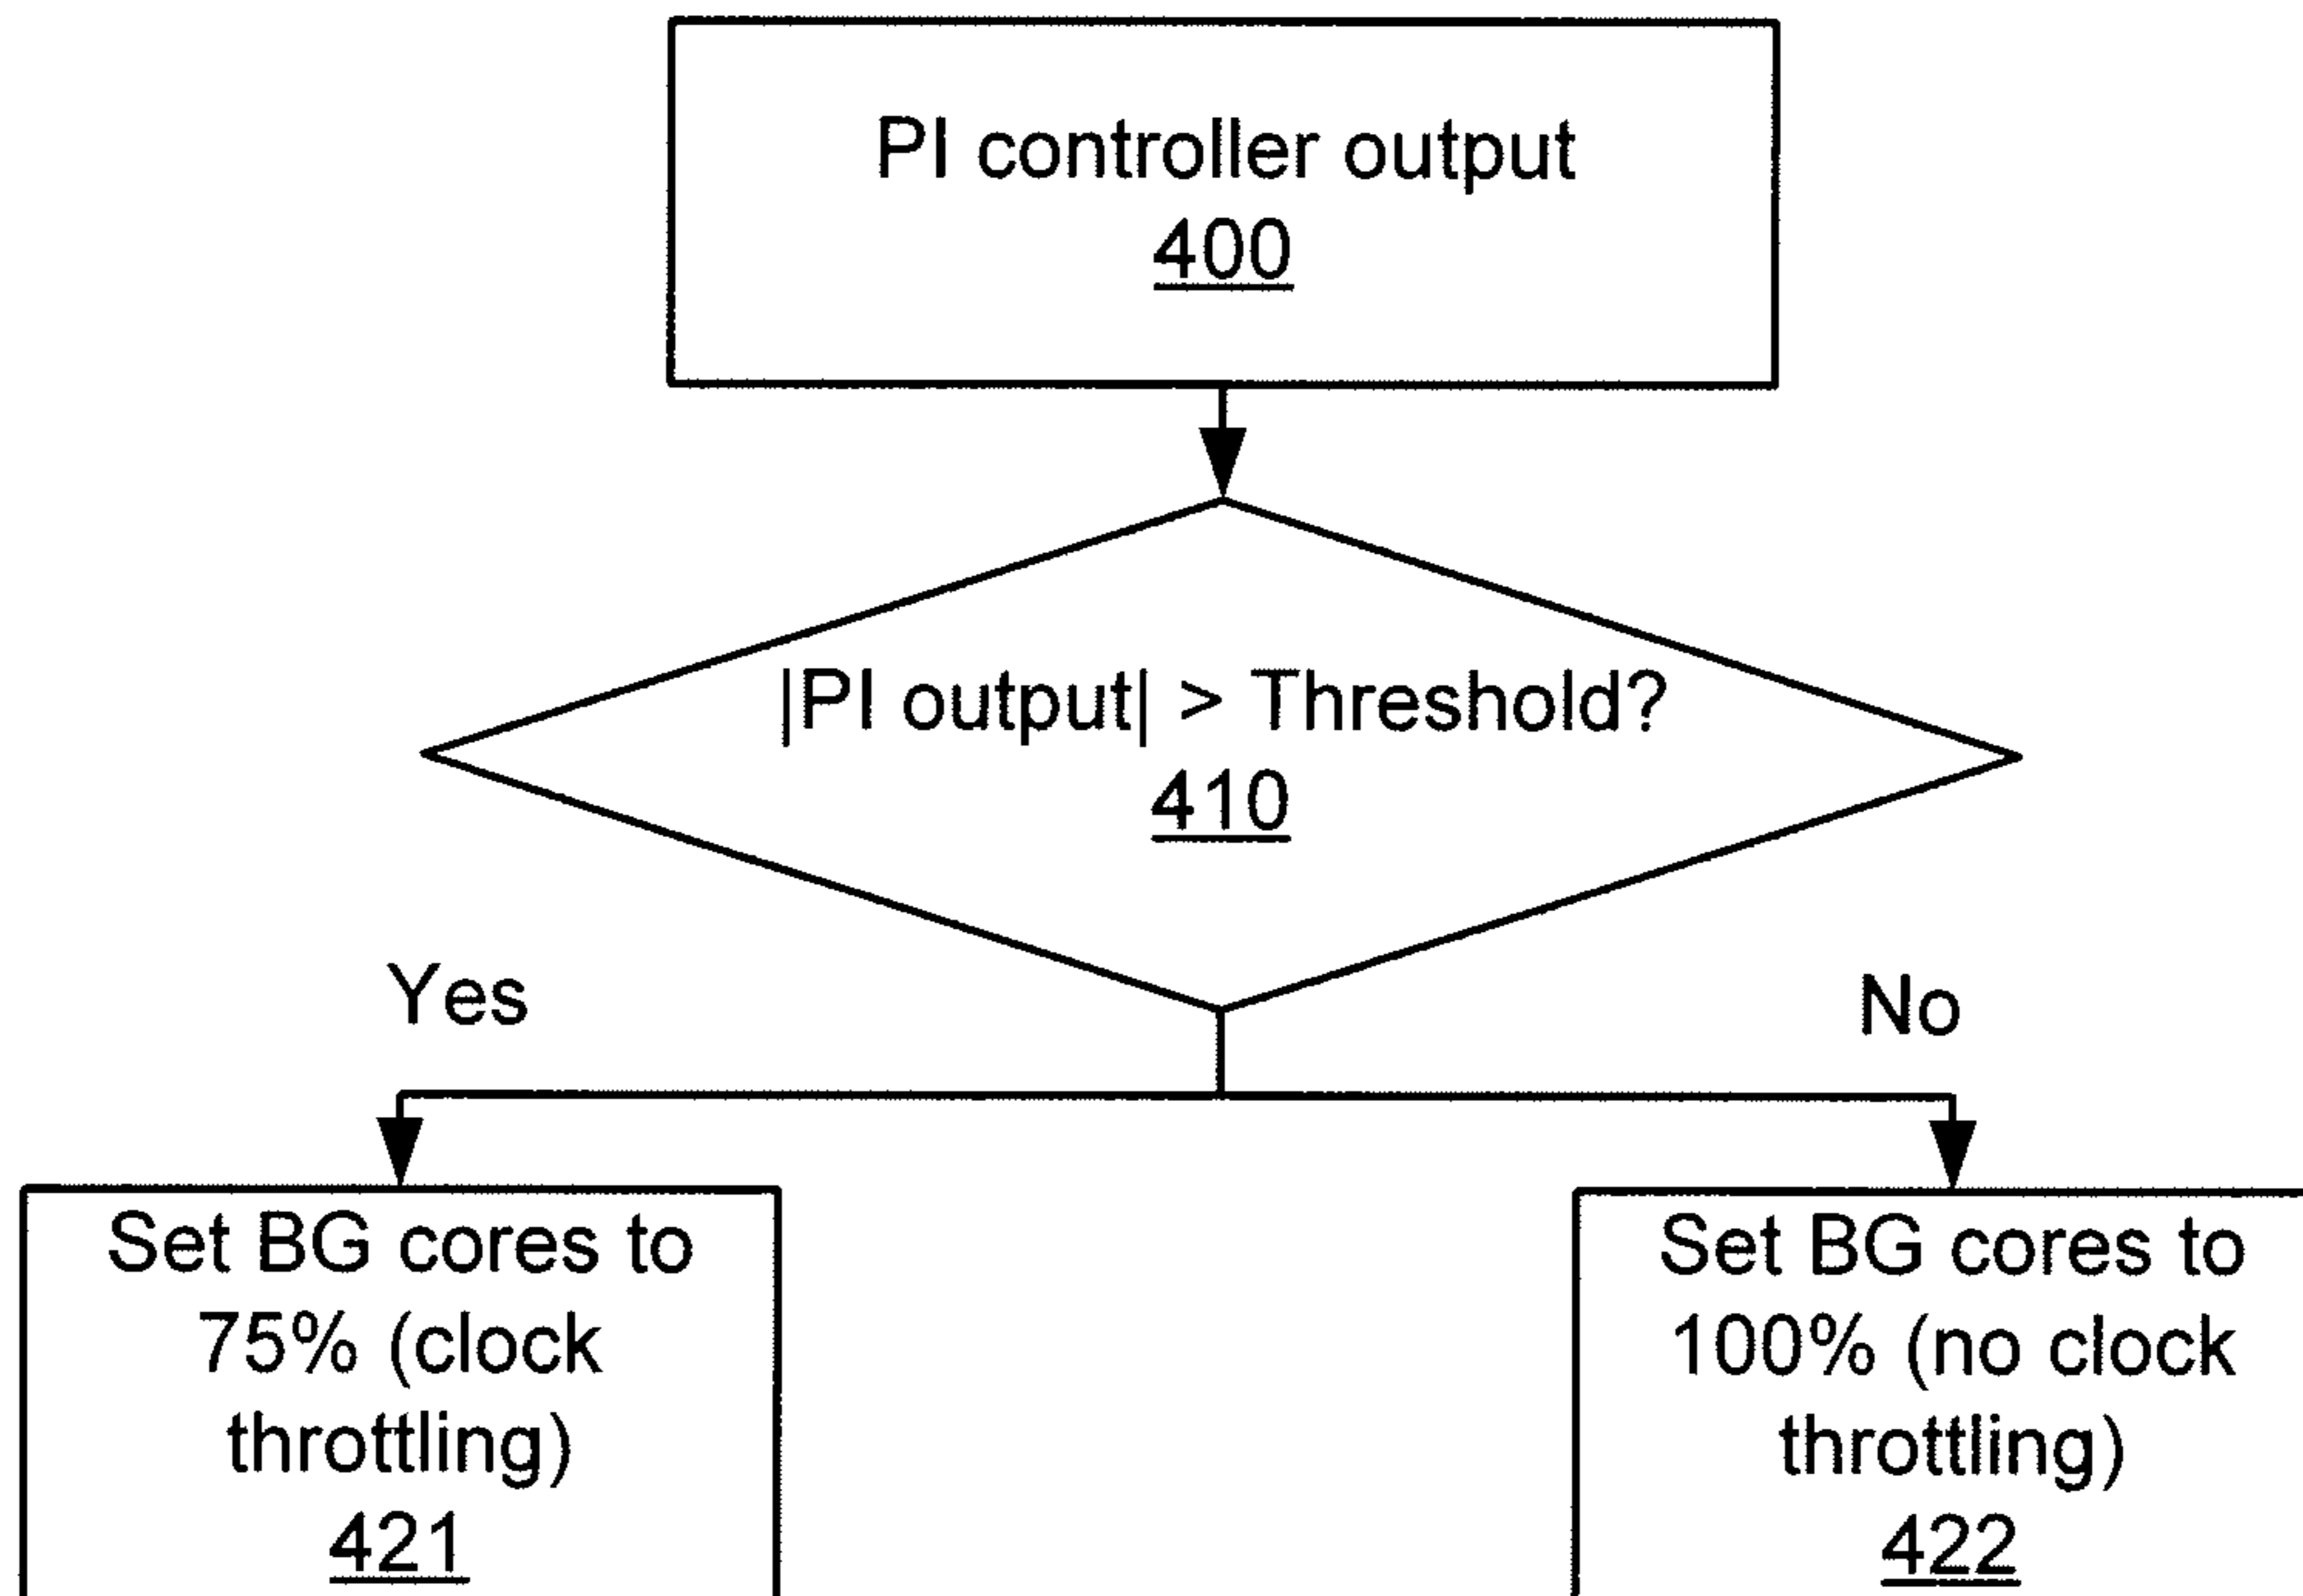 PI controller output
400
|PI output| > Threshold?
410
Yes
No
Set BG cores to
75% (clock
throttling)
421
Set BG cores to
100% (no clock
throttling)
422